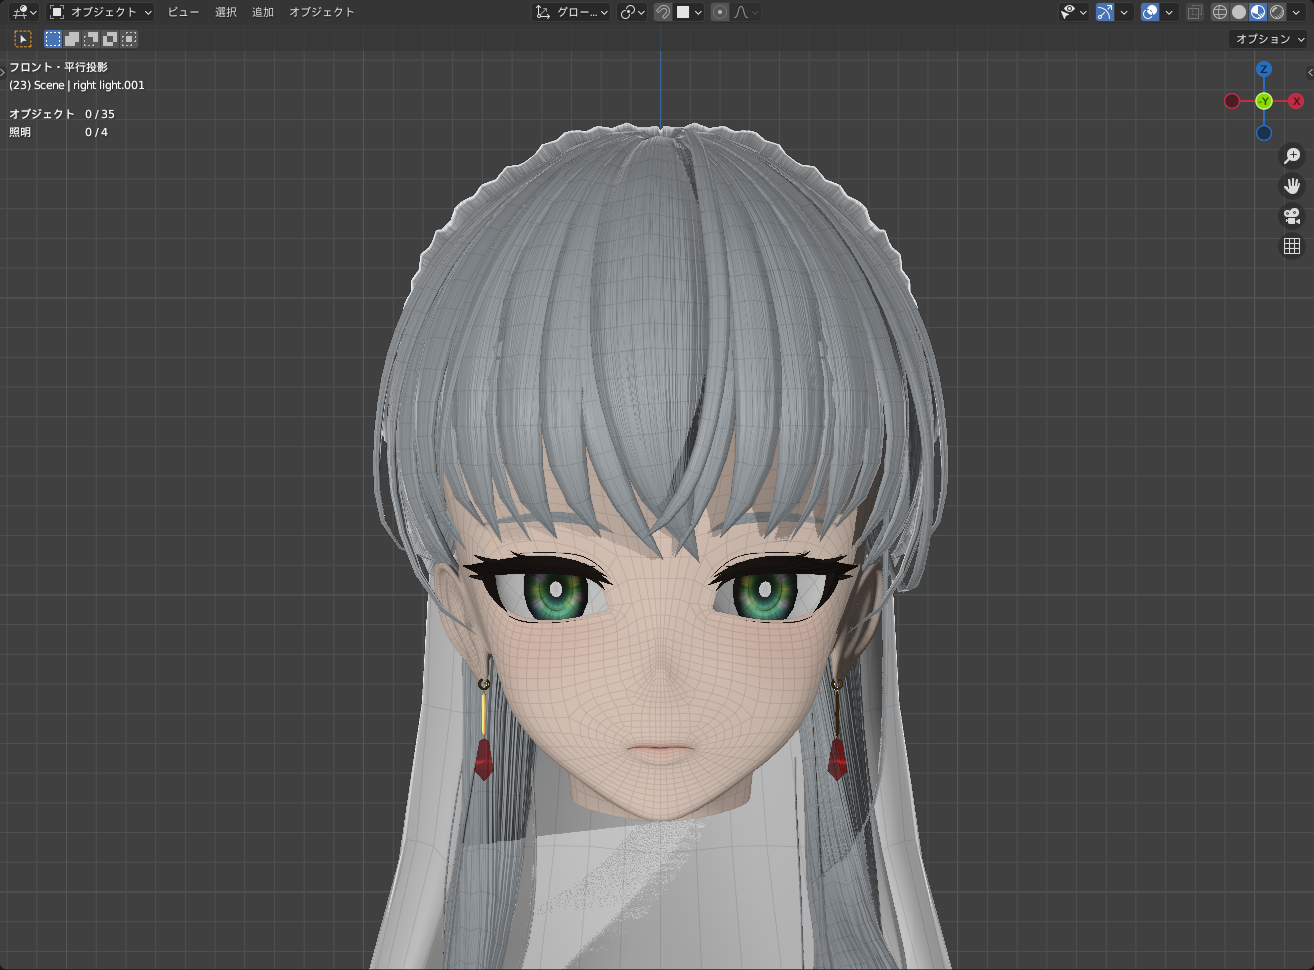 オブジェクト ビュー 選択 追加 オブジェクト グロー...
オプション
フロント・平行投影
(23) Scene | right light.001
オブジェクト 0 / 35
照明 0 / 4
Z
-Y
X